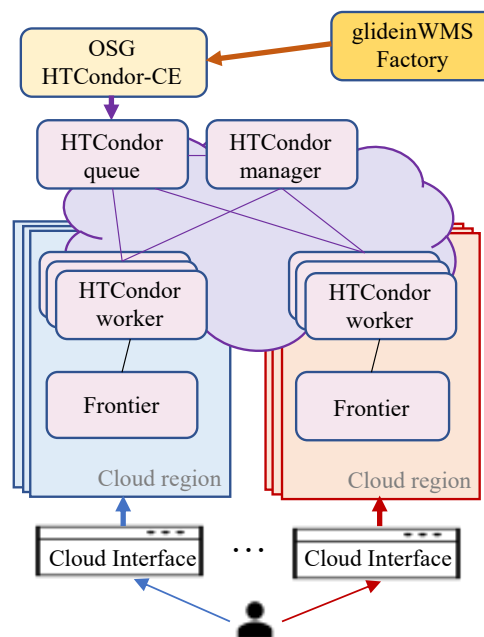 OSG
HTCondor-CE
glideinWMS
Factory
HTCondor
queue
HTCondor
manager
HTCondor
worker
HTCondor
worker
Frontier
Frontier
Cloud region
Cloud region
Cloud Interface
...
Cloud Interface